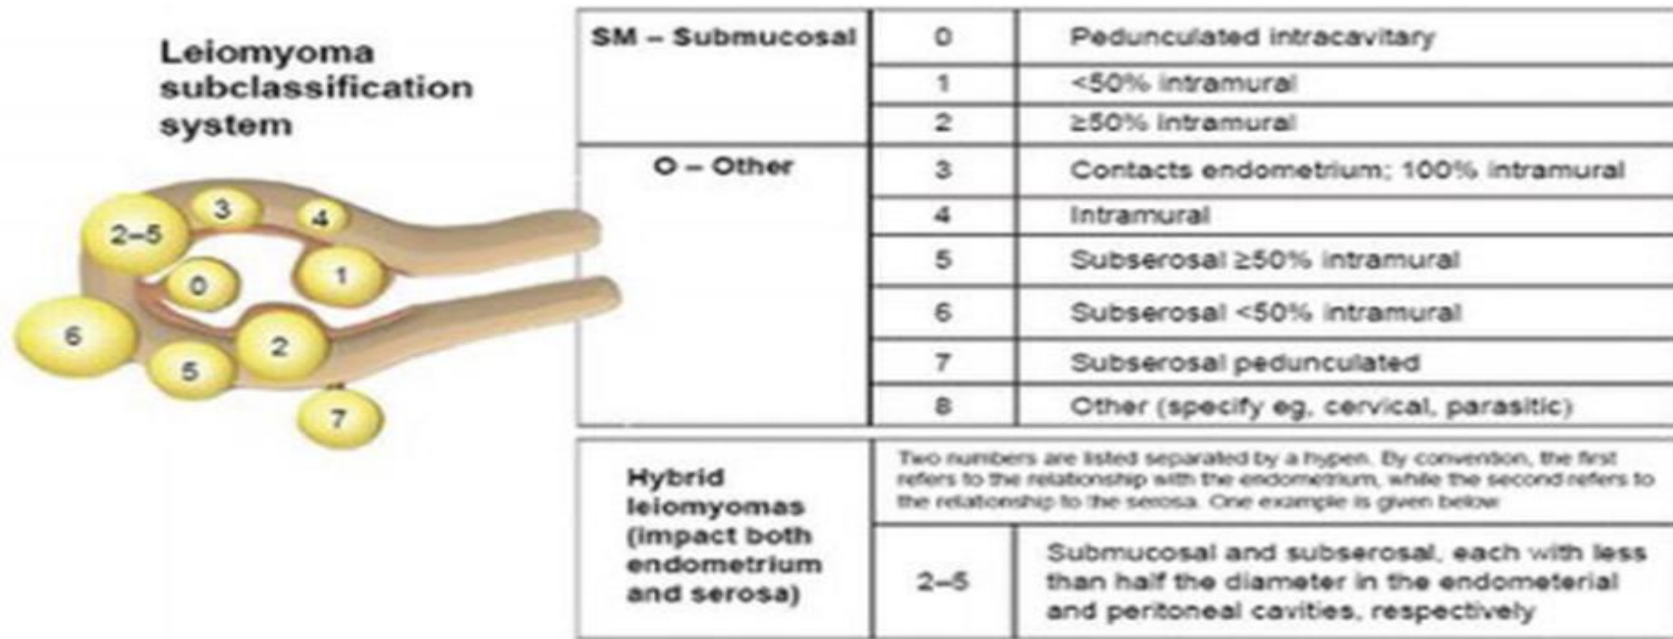 Leiomyoma
subclassification
system
2–5
3
4
0
1
6
5
2
7
SM – Submucosal
0
Pedunculated intracavitary
1
<50% intramural
2
≥50% intramural
O – Other
3
Contacts endometrium; 100% intramural
4
Intramural
5
Subserosal ≥50% intramural
6
Subserosal <50% intramural
7
Subserosal pedunculated
8
Other (specify eg, cervical, parasitic)
Hybrid
leiomyomas
(impact both
endometrium
and serosa)
Two numbers are listed separated by a hypen. By convention, the first
refers to the relationship with the endometrium, while the second refers to
the relationship to the serosa. One example is given below
2–5
Submucosal and subserosal, each with less
than half the diameter in the endometerial
and peritoneal cavities, respectively